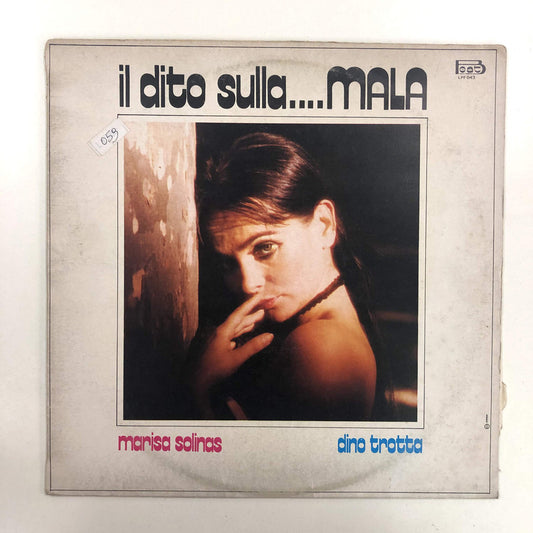 il dito sulla....MALA
LPF 043
059
marisa solinas
dino trotta